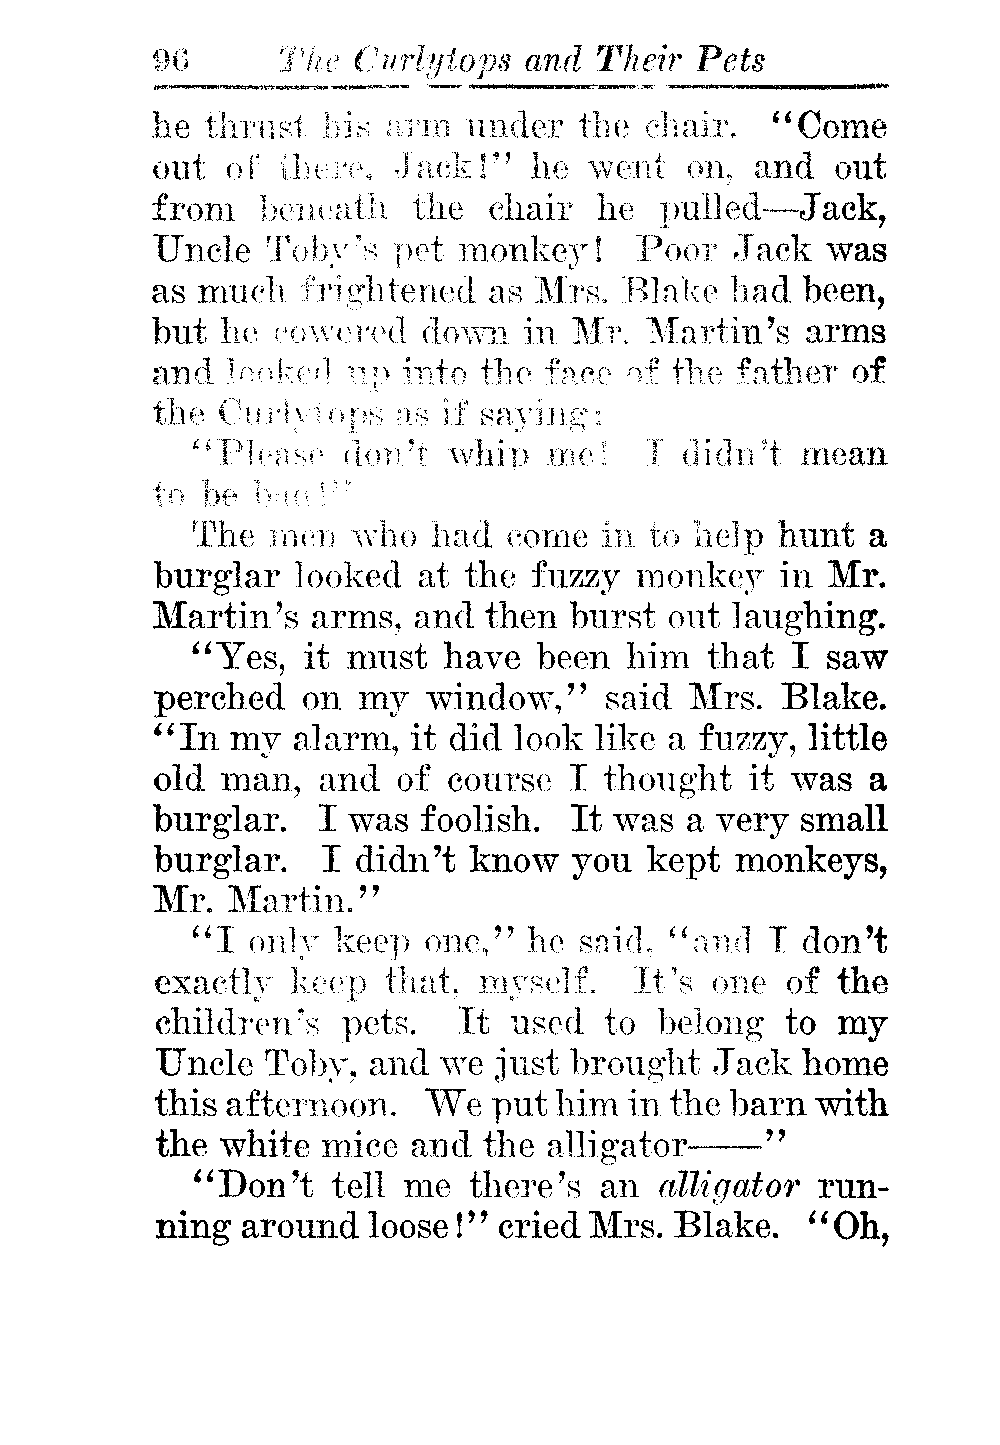 96 The Curlytops and Their Pets
he thrust his arm under the chair. "Come
out of there, Jack!" he went on, and out
from beneath the chair he pulled—Jack,
Uncle Toby's pet monkey! Poor Jack was
as much frightened as Mrs. Blake had been,
but he cowered down in Mr. Martin's arms
and looked up into the face of the father of
the Curlytops as if saying:
"Please don't whip me! I didn't mean
to be bad!"
The men who had come in to help hunt a
burglar looked at the fuzzy monkey in Mr.
Martin's arms, and then burst out laughing.
"Yes, it must have been him that I saw
perched on my window," said Mrs. Blake.
"In my alarm, it did look like a fuzzy, little
old man, and of course I thought it was a
burglar. I was foolish. It was a very small
burglar. I didn't know you kept monkeys,
Mr. Martin."
"I only keep one," he said, "and I don't
exactly keep that, myself. It's one of the
children's pets. It used to belong to my
Uncle Toby, and we just brought Jack home
this afternoon. We put him in the barn with
the white mice and the alligator——"
"Don't tell me there's an alligator run-
ning around loose!" cried Mrs. Blake. "Oh,